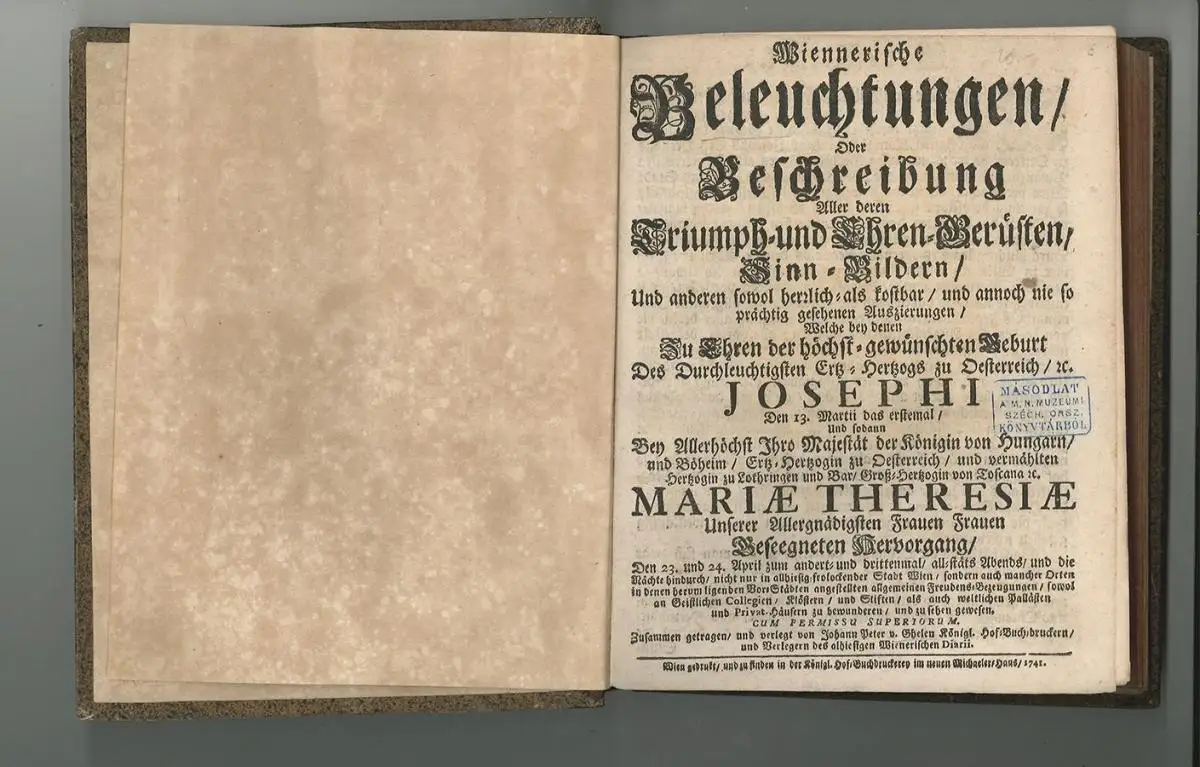 Wiennerische
Beleuchtungen/
Oder
Beschreibung
Aller deren
Triumph-und Ehren-Gerüsten/
Sinn-Bildern/
Und anderen sowol herrlich-als kostbar/ und annoch nie so
prächtig gesehenen Auszierungen/
Welche bey denen
Zu Ehren der höchst-gewünschten Geburt
Des Durchleuchtigsten Ertz-Hertzogs zu Oesterreich/ ꝛc.
JOSEPHI
Den 13. Martii das erstemal/
Und sodann
Bey Allerhöchst Ihro Majestät der Königin von Hungarn/
und Böheim/ Ertz-Hertzogin zu Oesterreich/ und vermählten
Hertzogin zu Lothringen und Bar/ Groß-Hertzogin von Toscana ꝛc.
MARIÆ THERESIÆ
Unserer Allergnädigsten Frauen Frauen
Geseegneten Hervorgang/
Den 23. und 24. April zum andert-und drittenmal/ all-stäts Abends/ und die
Nächte hindurch/ nicht nur in allhiesig-frolockender Stadt Wien/ sondern auch mancher Orten
in denen herum ligenden Vor-Städten angestellten allgemeinen Freudens-Bezeugungen/ sowol
an Geistlichen Collegien/ Klöstern/ und Stiften/ als auch weltlichen Pallästen
und Privat-Häusern zu bewunderen/ und zu sehen gewesen.
CUM PERMISSU SUPERIORUM.
Zusammen getragen/ und verlegt von Johann Peter v. Ghelen Königl. Hof-Buchdruckern/
und Verlegern des alhiesigen Wienerischen Diarii.
Wien gedrukt/ und zu finden in der Königl. Hof-Buchdruckerey im neuen Michaeler-Haus/ 1741.
MÁSODLAT
A M. N. MUZEUMI
SZÉCH. ORSZ.
KÖNYVTÁRBÓL